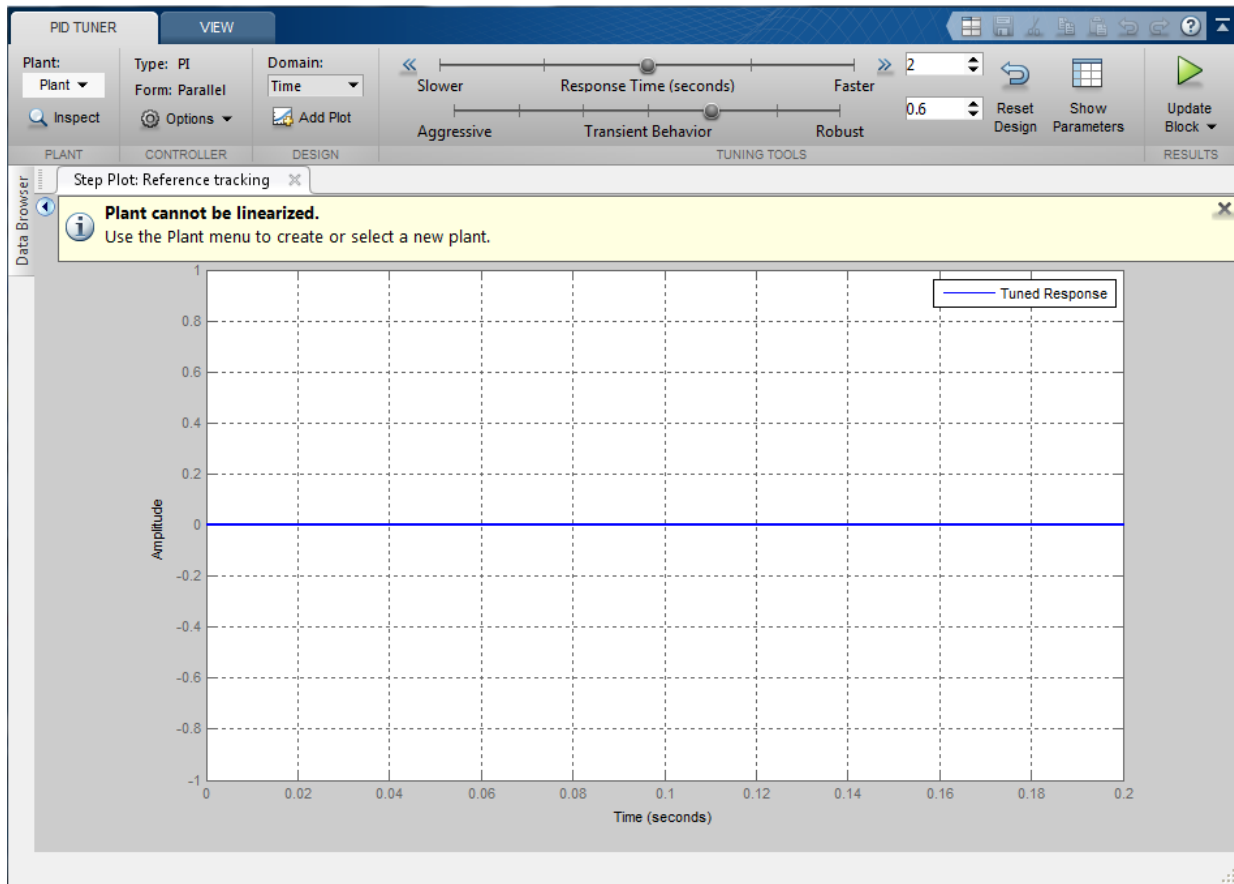 PID TUNER
VIEW
Plant:
Plant
Inspect
PLANT
Type: PI
Form: Parallel
Options
CONTROLLER
Domain:
Time
Add Plot
DESIGN
Slower
Response Time (seconds)
Faster
2
Aggressive
Transient Behavior
Robust
0.6
Reset
Design
Show
Parameters
TUNING TOOLS
Update
Block
RESULTS
Data Browser
Step Plot: Reference tracking
Plant cannot be linearized.
Use the Plant menu to create or select a new plant.
Tuned Response
Amplitude
1
0.8
0.6
0.4
0.2
0
-0.2
-0.4
-0.6
-0.8
-1
0 0.02 0.04 0.06 0.08 0.1 0.12 0.14 0.16 0.18 0.2
Time (seconds)